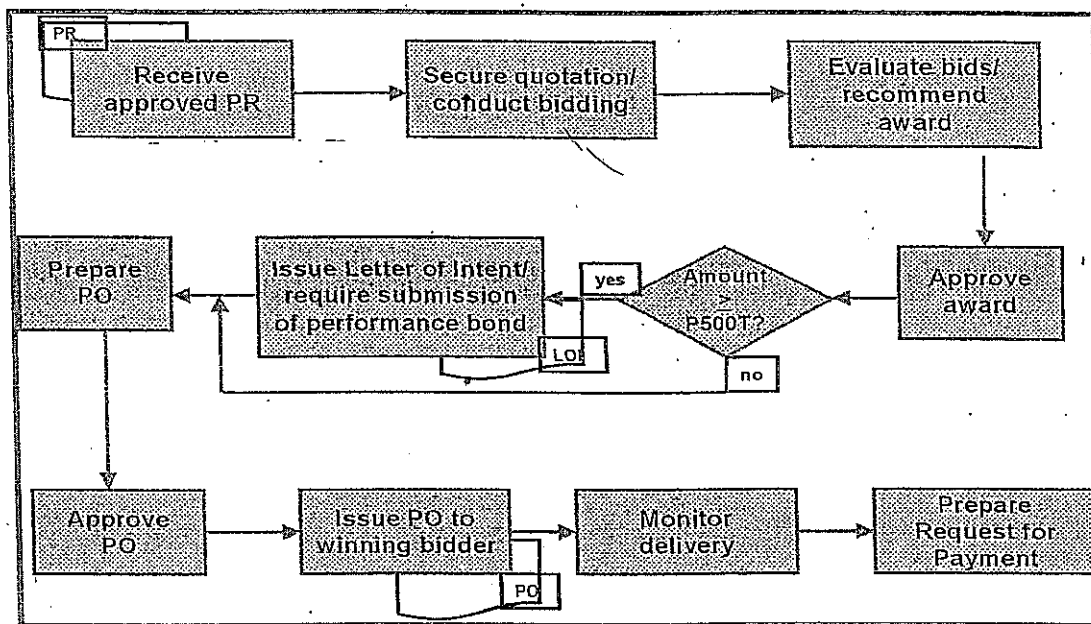 PR
Receive
approved PR
Secure quotation/
conduct bidding
Evaluate bids/
recommend
award
Prepare
PO
Issue Letter of Intent/
require submission
of performance bond
LOI
yes
Amount
>
P500T?
no
Approve
award
Approve
PO
Issue PO to
winning bidder
PO
Monitor
delivery
Prepare
Request for
Payment